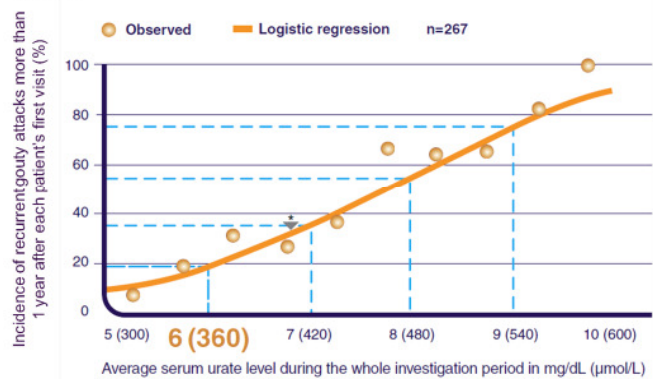 Incidence of recurrentgouty attacks more than
1 year after each patient's first visit (%)
Observed Logistic regression n=267
100
80
60
40
20
0
*
5 (300) 6 (360) 7 (420) 8 (480) 9 (540) 10 (600)
Average serum urate level during the whole investigation period in mg/dL (µmol/L)